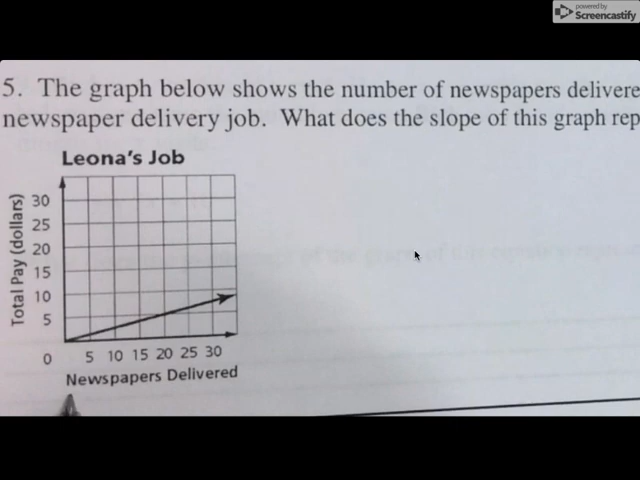 powered by
Screencastify
5. The graph below shows the number of newspapers delivere
newspaper delivery job. What does the slope of this graph rep
Leona's Job
Total Pay (dollars)
30
25
20
15
10
5
0
5 10 15 20 25 30
Newspapers Delivered